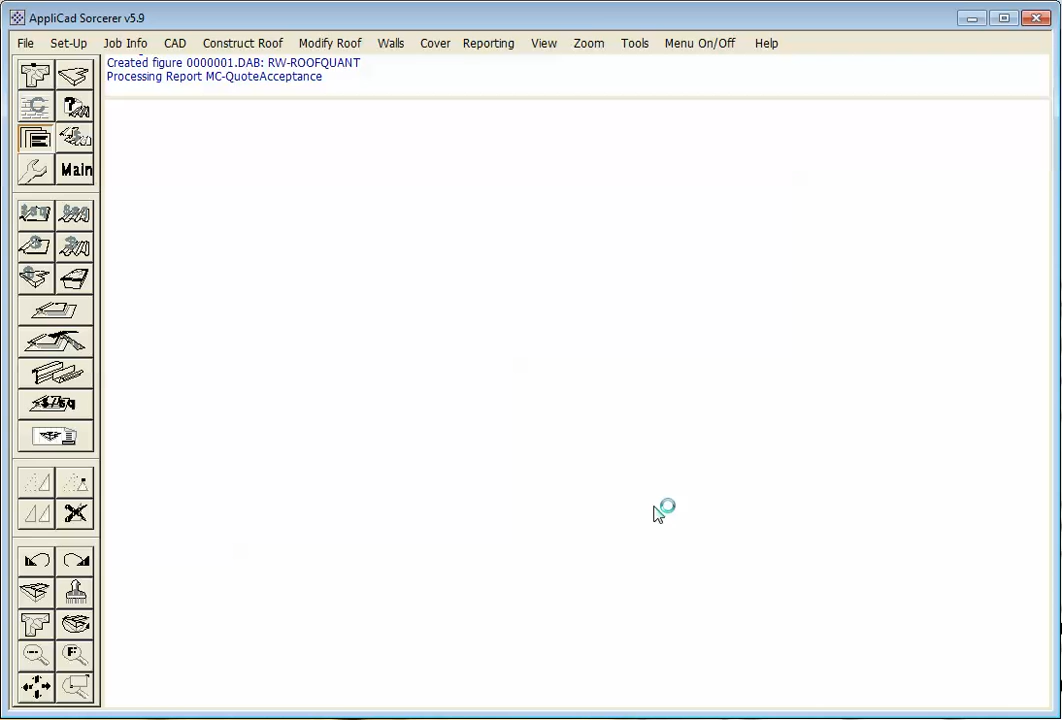 AppliCad Sorcerer v5.9
File Set-Up Job Info CAD Construct Roof Modify Roof Walls Cover Reporting View Zoom Tools Menu On/Off Help
Created figure 0000001.DAB: RW-ROOFQUANT
Processing Report MC-QuoteAcceptance
C ?
Main
F